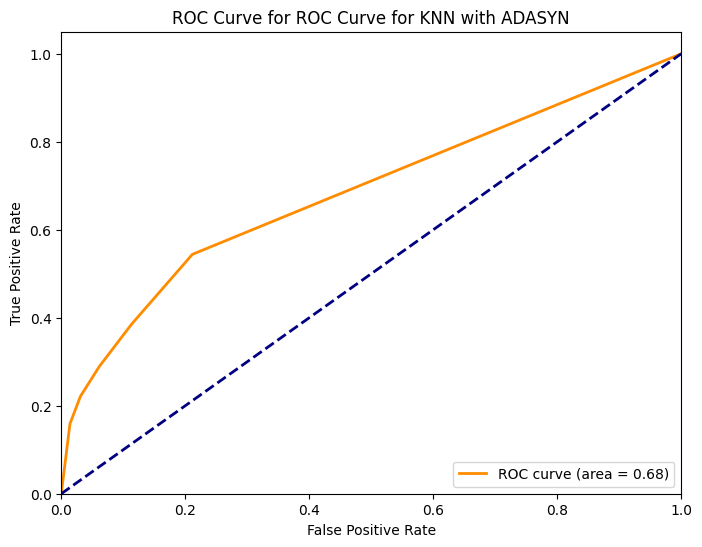 ROC Curve for ROC Curve for KNN with ADASYN
1.0
0.8
0.6
0.4
0.2
0.0
True Positive Rate
0.0 0.2 0.4 0.6 0.8 1.0
False Positive Rate
ROC curve (area = 0.68)